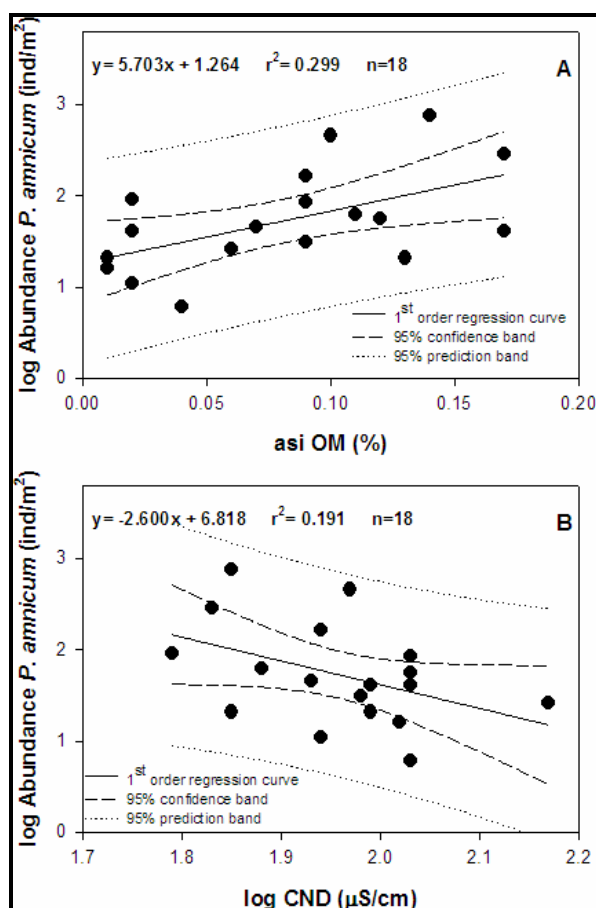 y= 5.703x + 1.264 r²= 0.299 n=18
A
log Abundance P. amnicum (ind/m²)
3
2
1
0
1ˢᵗ order regression curve
95% confidence band
95% prediction band
0.00 0.05 0.10 0.15 0.20
asi OM (%)
y= -2.600x + 6.818 r²= 0.191 n=18
B
log Abundance P. amnicum (ind/m²)
3
2
1
0
1ˢᵗ order regression curve
95% confidence band
95% prediction band
1.7 1.8 1.9 2.0 2.1 2.2
log CND (µS/cm)